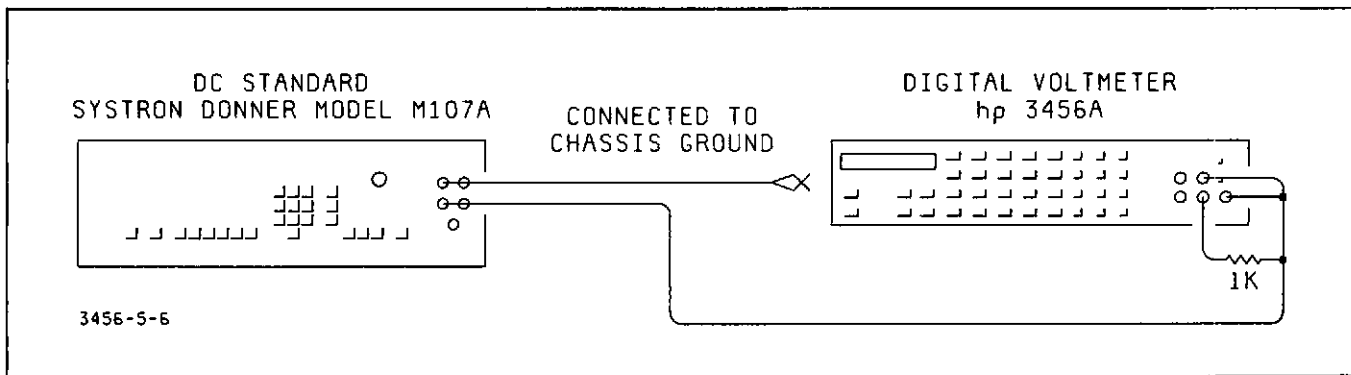 DC STANDARD
SYSTRON DONNER MODEL M107A
CONNECTED TO
CHASSIS GROUND
DIGITAL VOLTMETER
hp 3456A
1K
3456-5-6